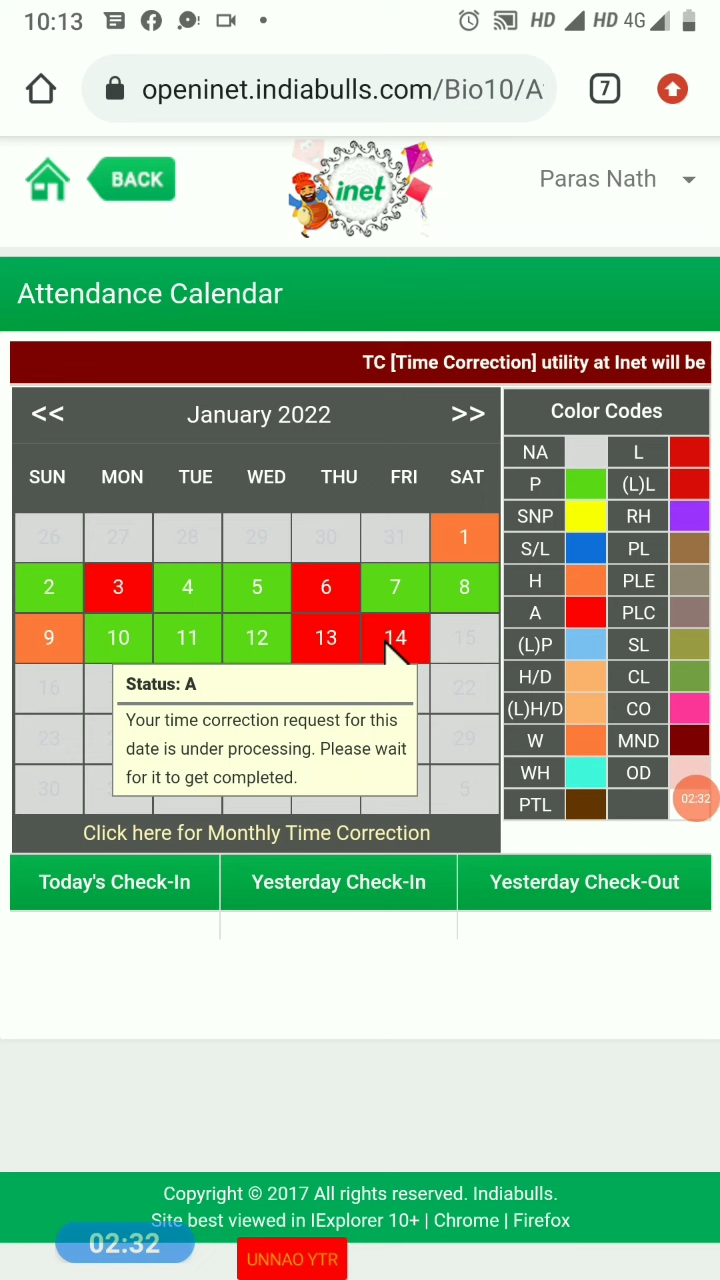 10:13 HD HD 4G
openinet.indiabulls.com/Bio10/A 7
BACK inet Paras Nath
Attendance Calendar
TC [Time Correction] utility at Inet will be
<< January 2022 >>
SUN MON TUE WED THU FRI SAT
26 27 28 29 30 31 1
2 3 4 5 6 7 8
9 10 11 12 13 14 15
16 22
23 29
30 5
Status: A
Your time correction request for this
date is under processing. Please wait
for it to get completed.
Click here for Monthly Time Correction
Color Codes
NA L
P (L)L
SNP RH
S/L PL
H PLE
A PLC
(L)P SL
H/D CL
(L)H/D CO
W MND
WH OD
PTL
02:32
Today's Check-In Yesterday Check-In Yesterday Check-Out
Copyright © 2017 All rights reserved. Indiabulls.
Site best viewed in IExplorer 10+ | Chrome | Firefox
02:32
UNNAO YTR